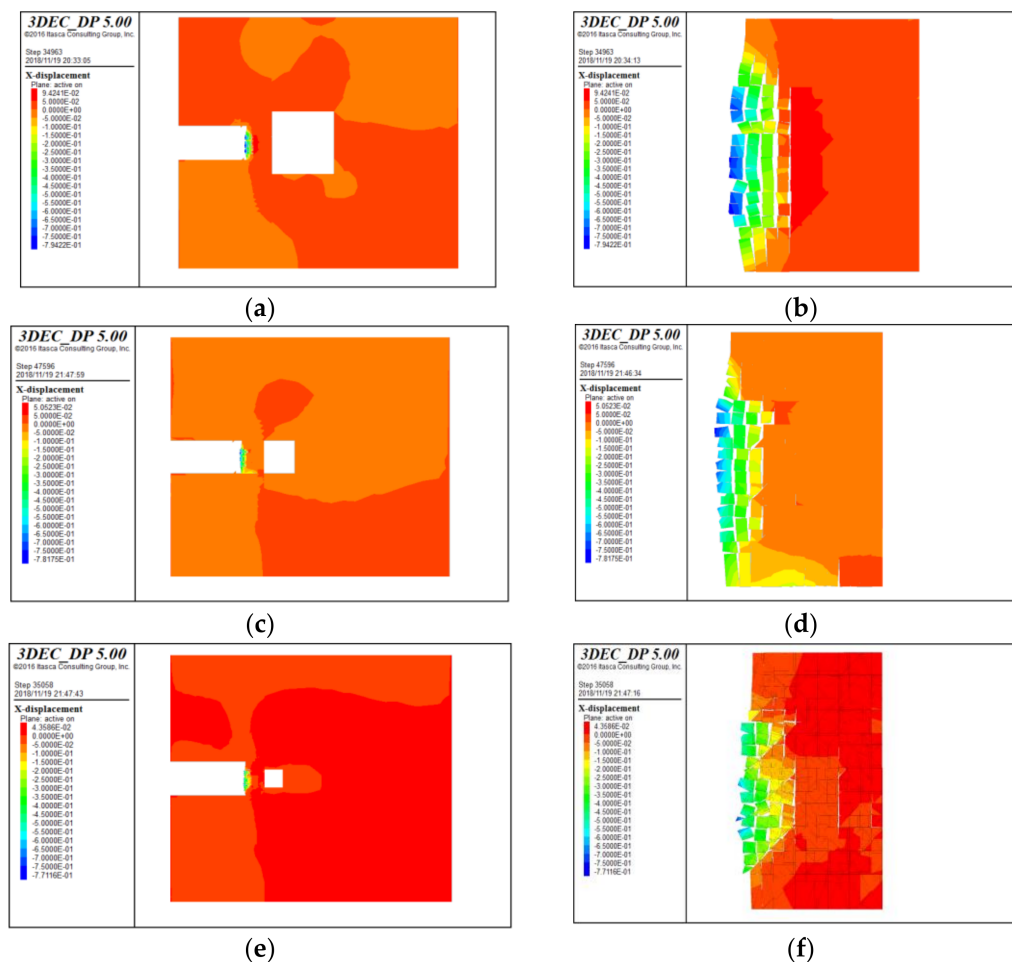 3DEC_DP 5.00
©2016 Itasca Consulting Group, Inc.
Step 34963
2018/11/19 20:33:05
X-displacement
Plane: active on
9.4241E-02
5.0000E-02
0.0000E+00
-5.0000E-02
-1.0000E-01
-1.5000E-01
-2.0000E-01
-2.5000E-01
-3.0000E-01
-3.5000E-01
-4.0000E-01
-4.5000E-01
-5.0000E-01
-5.5000E-01
-6.0000E-01
-6.5000E-01
-7.0000E-01
-7.5000E-01
-7.9422E-01
(a)
3DEC_DP 5.00
©2016 Itasca Consulting Group, Inc.
Step 34963
2018/11/19 20:34:13
X-displacement
Plane: active on
9.4241E-02
5.0000E-02
0.0000E+00
-5.0000E-02
-1.0000E-01
-1.5000E-01
-2.0000E-01
-2.5000E-01
-3.0000E-01
-3.5000E-01
-4.0000E-01
-4.5000E-01
-5.0000E-01
-5.5000E-01
-6.0000E-01
-6.5000E-01
-7.0000E-01
-7.5000E-01
-7.9422E-01
(b)
3DEC_DP 5.00
©2016 Itasca Consulting Group, Inc.
Step 47596
2018/11/19 21:47:59
X-displacement
Plane: active on
5.0523E-02
5.0000E-02
0.0000E+00
-5.0000E-02
-1.0000E-01
-1.5000E-01
-2.0000E-01
-2.5000E-01
-3.0000E-01
-3.5000E-01
-4.0000E-01
-4.5000E-01
-5.0000E-01
-5.5000E-01
-6.0000E-01
-6.5000E-01
-7.0000E-01
-7.5000E-01
-7.8175E-01
(c)
3DEC_DP 5.00
©2016 Itasca Consulting Group, Inc.
Step 47596
2018/11/19 21:46:34
X-displacement
Plane: active on
5.0523E-02
5.0000E-02
0.0000E+00
-5.0000E-02
-1.0000E-01
-1.5000E-01
-2.0000E-01
-2.5000E-01
-3.0000E-01
-3.5000E-01
-4.0000E-01
-4.5000E-01
-5.0000E-01
-5.5000E-01
-6.0000E-01
-6.5000E-01
-7.0000E-01
-7.5000E-01
-7.8175E-01
(d)
3DEC_DP 5.00
©2016 Itasca Consulting Group, Inc.
Step 35058
2018/11/19 21:47:43
X-displacement
Plane: active on
4.3586E-02
0.0000E+00
-5.0000E-02
-1.0000E-01
-1.5000E-01
-2.0000E-01
-2.5000E-01
-3.0000E-01
-3.5000E-01
-4.0000E-01
-4.5000E-01
-5.0000E-01
-5.5000E-01
-6.0000E-01
-6.5000E-01
-7.0000E-01
-7.5000E-01
-7.7116E-01
(e)
3DEC_DP 5.00
©2016 Itasca Consulting Group, Inc.
Step 35058
2018/11/19 21:47:16
X-displacement
Plane: active on
4.3586E-02
0.0000E+00
-5.0000E-02
-1.0000E-01
-1.5000E-01
-2.0000E-01
-2.5000E-01
-3.0000E-01
-3.5000E-01
-4.0000E-01
-4.5000E-01
-5.0000E-01
-5.5000E-01
-6.0000E-01
-6.5000E-01
-7.0000E-01
-7.5000E-01
-7.7116E-01
(f)